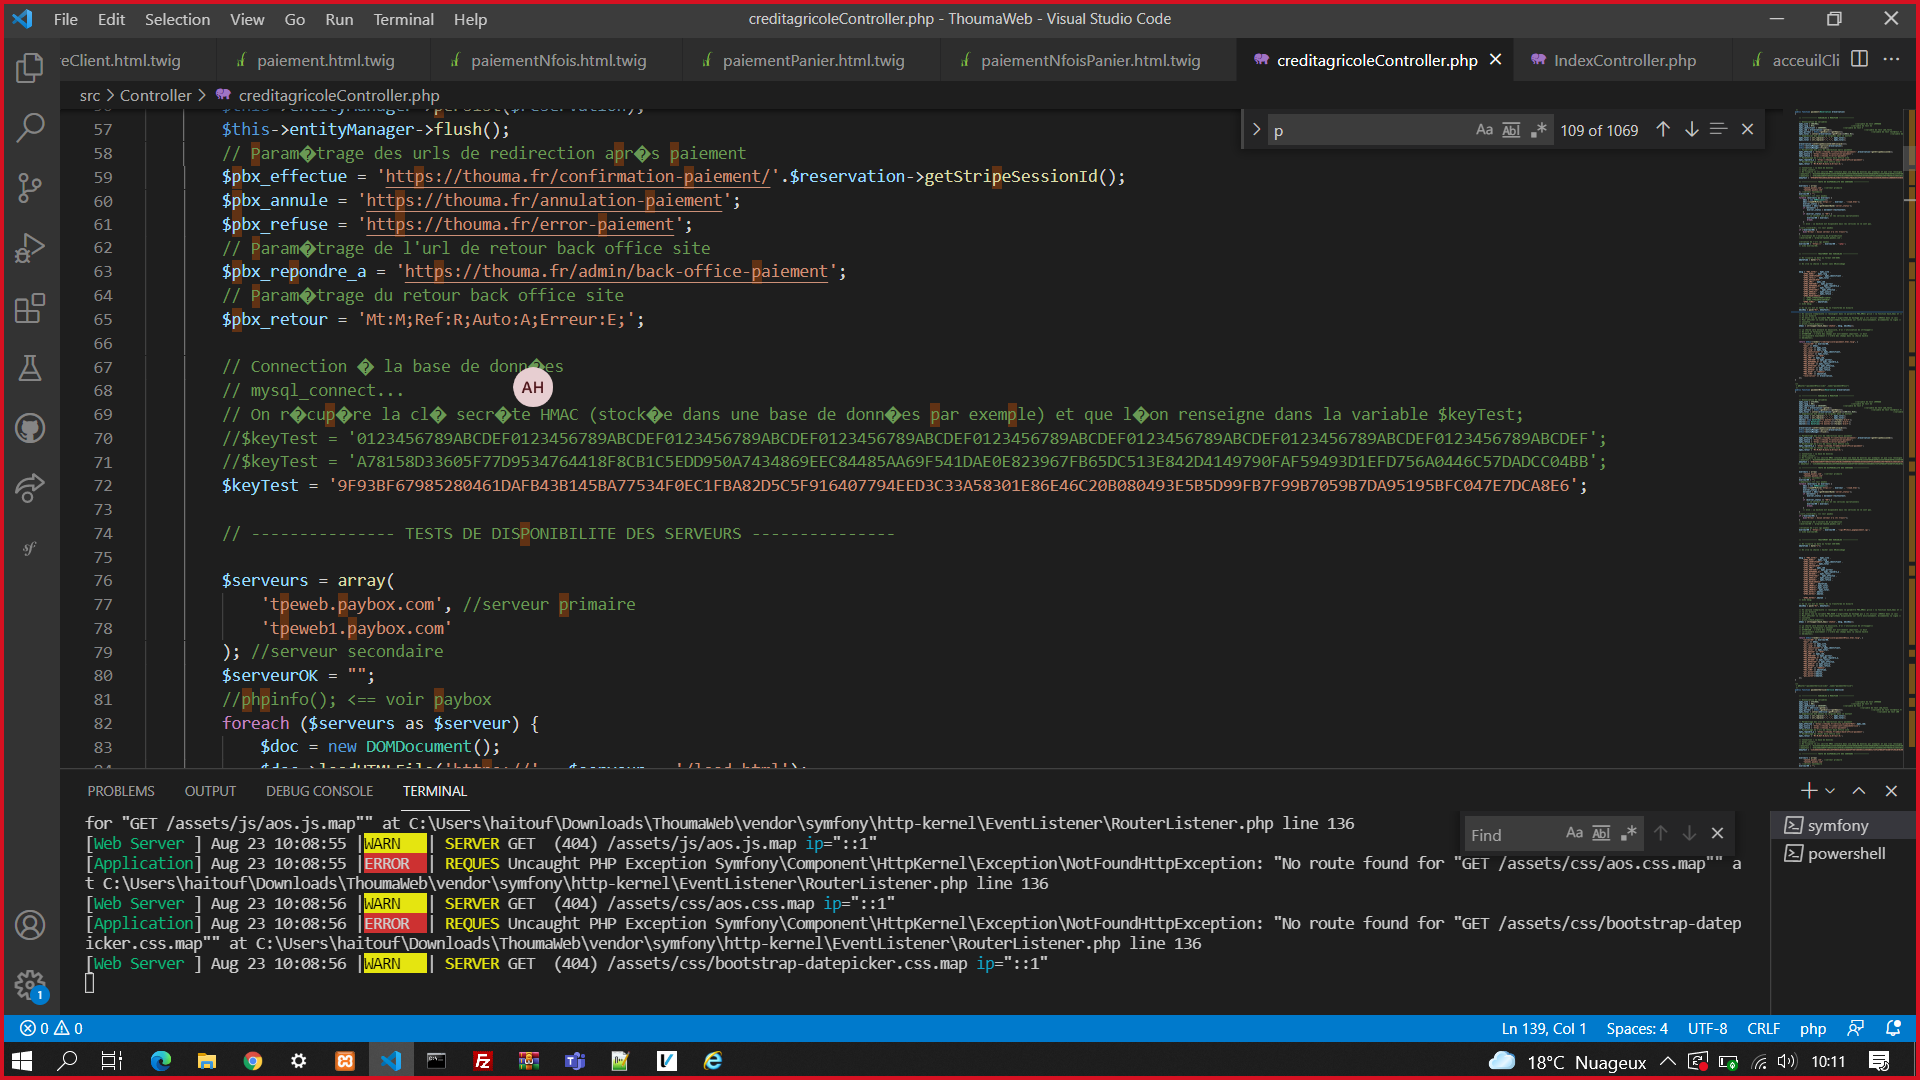 File Edit Selection View Go Run Terminal Help
creditagricoleController.php - ThoumaWeb - Visual Studio Code
eClient.html.twig paiement.html.twig paiementNfois.html.twig paiementPanier.html.twig paiementNfoisPanier.html.twig creditagricoleController.php IndexController.php acceuilCli
src > Controller > creditagricoleController.php
p
Aa Abl .* 109 of 1069
57 $this->entityManager->flush();
58 // Param�trage des urls de redirection apr�s paiement
59 $pbx_effectue = 'https://thouma.fr/confirmation-paiement/'.$reservation->getStripeSessionId();
60 $pbx_annule = 'https://thouma.fr/annulation-paiement';
61 $pbx_refuse = 'https://thouma.fr/error-paiement';
62 // Param�trage de l'url de retour back office site
63 $pbx_repondre_a = 'https://thouma.fr/admin/back-office-paiement';
64 // Param�trage du retour back office site
65 $pbx_retour = 'Mt:M;Ref:R;Auto:A;Erreur:E;';
66
67 // Connection � la base de donn�es
68 // mysql_connect...
AH
69 // On r�cup�re la cl� secr�te HMAC (stock�e dans une base de donn�es par exemple) et que l�on renseigne dans la variable $keyTest;
70 //$keyTest = '0123456789ABCDEF0123456789ABCDEF0123456789ABCDEF0123456789ABCDEF0123456789ABCDEF0123456789ABCDEF0123456789ABCDEF0123456789ABCDEF';
71 //$keyTest = 'A78158D33605F77D9534764418F8CB1C5EDD950A7434869EEC84485AA69F541DAE0E823967FB65DC513E842D4149790FAF59493D1EFD756A0446C57DADCC04BB';
72 $keyTest = '9F93BF67985280461DAFB43B145BA77534F0EC1FBA82D5C5F916407794EED3C33A58301E86E46C20B080493E5B5D99FB7F99B7059B7DA95195BFC047E7DCA8E6';
73
74 // --------------- TESTS DE DISPONIBILITE DES SERVEURS ---------------
75
76 $serveurs = array(
77 'tpeweb.paybox.com', //serveur primaire
78 'tpeweb1.paybox.com'
79 ); //serveur secondaire
80 $serveurOK = "";
81 //phpinfo(); <== voir paybox
82 foreach ($serveurs as $serveur) {
83 $doc = new DOMDocument();
PROBLEMS OUTPUT DEBUG CONSOLE TERMINAL
Find Aa Abl .*
symfony
powershell
for "GET /assets/js/aos.js.map"" at C:\Users\haitouf\Downloads\ThoumaWeb\vendor\symfony\http-kernel\EventListener\RouterListener.php line 136
[Web Server ] Aug 23 10:08:55 |WARN | SERVER GET (404) /assets/js/aos.js.map ip="::1"
[Application] Aug 23 10:08:55 |ERROR | REQUES Uncaught PHP Exception Symfony\Component\HttpKernel\Exception\NotFoundHttpException: "No route found for "GET /assets/css/aos.css.map"" a
t C:\Users\haitouf\Downloads\ThoumaWeb\vendor\symfony\http-kernel\EventListener\RouterListener.php line 136
[Web Server ] Aug 23 10:08:56 |WARN | SERVER GET (404) /assets/css/aos.css.map ip="::1"
[Application] Aug 23 10:08:56 |ERROR | REQUES Uncaught PHP Exception Symfony\Component\HttpKernel\Exception\NotFoundHttpException: "No route found for "GET /assets/css/bootstrap-datep
icker.css.map"" at C:\Users\haitouf\Downloads\ThoumaWeb\vendor\symfony\http-kernel\EventListener\RouterListener.php line 136
[Web Server ] Aug 23 10:08:56 |WARN | SERVER GET (404) /assets/css/bootstrap-datepicker.css.map ip="::1"
1
0 0 Ln 139, Col 1 Spaces: 4 UTF-8 CRLF php
18°C Nuageux 10:11